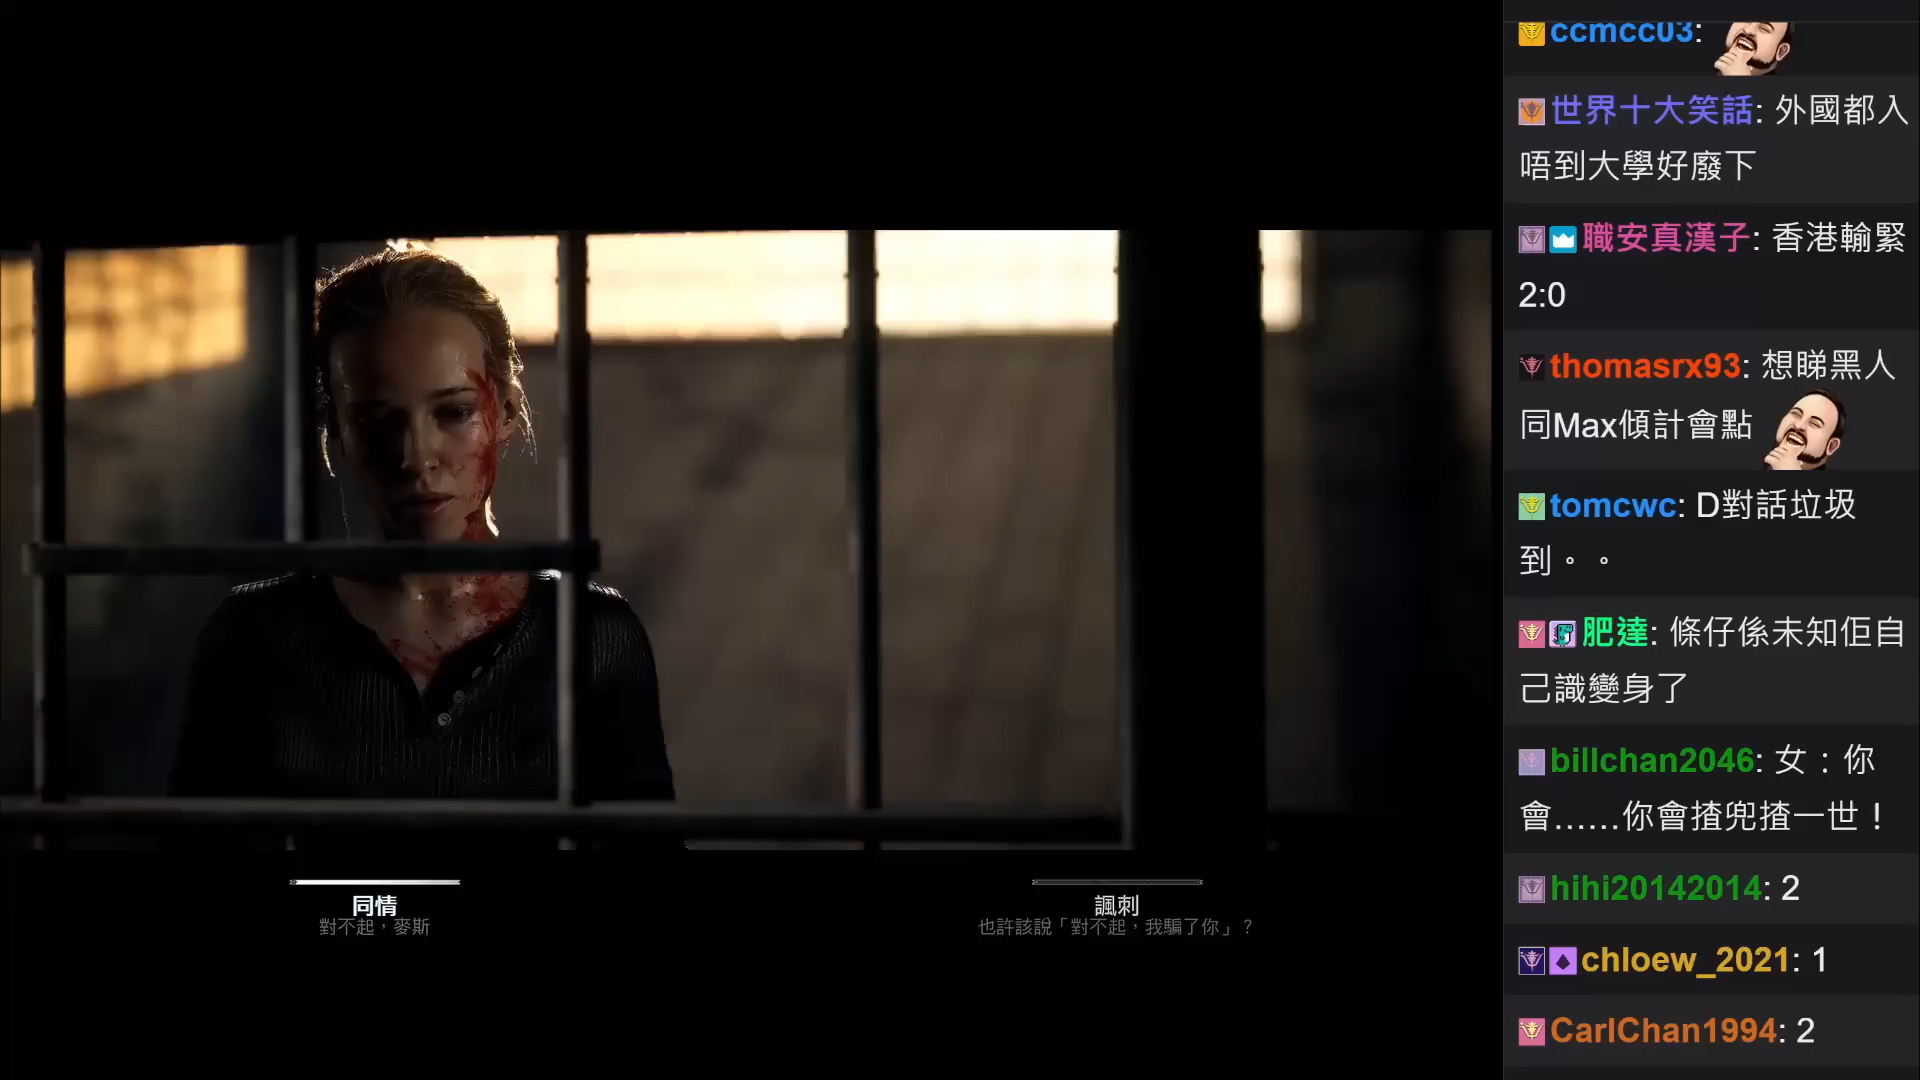 同情
對不起，麥斯
諷刺
也許該說「對不起，我騙了你」？
ccmcc03:
世界十大笑話: 外國都入
唔到大學好廢下
職安真漢子: 香港輸緊
2:0
thomasrx93: 想睇黑人
同Max傾計會點
tomcwc: D對話垃圾
到。。
肥達: 條仔係未知佢自
己識變身了
billchan2046: 女：你
會……你會揸兜揸一世！
hihi20142014: 2
chloew_2021: 1
CarlChan1994: 2